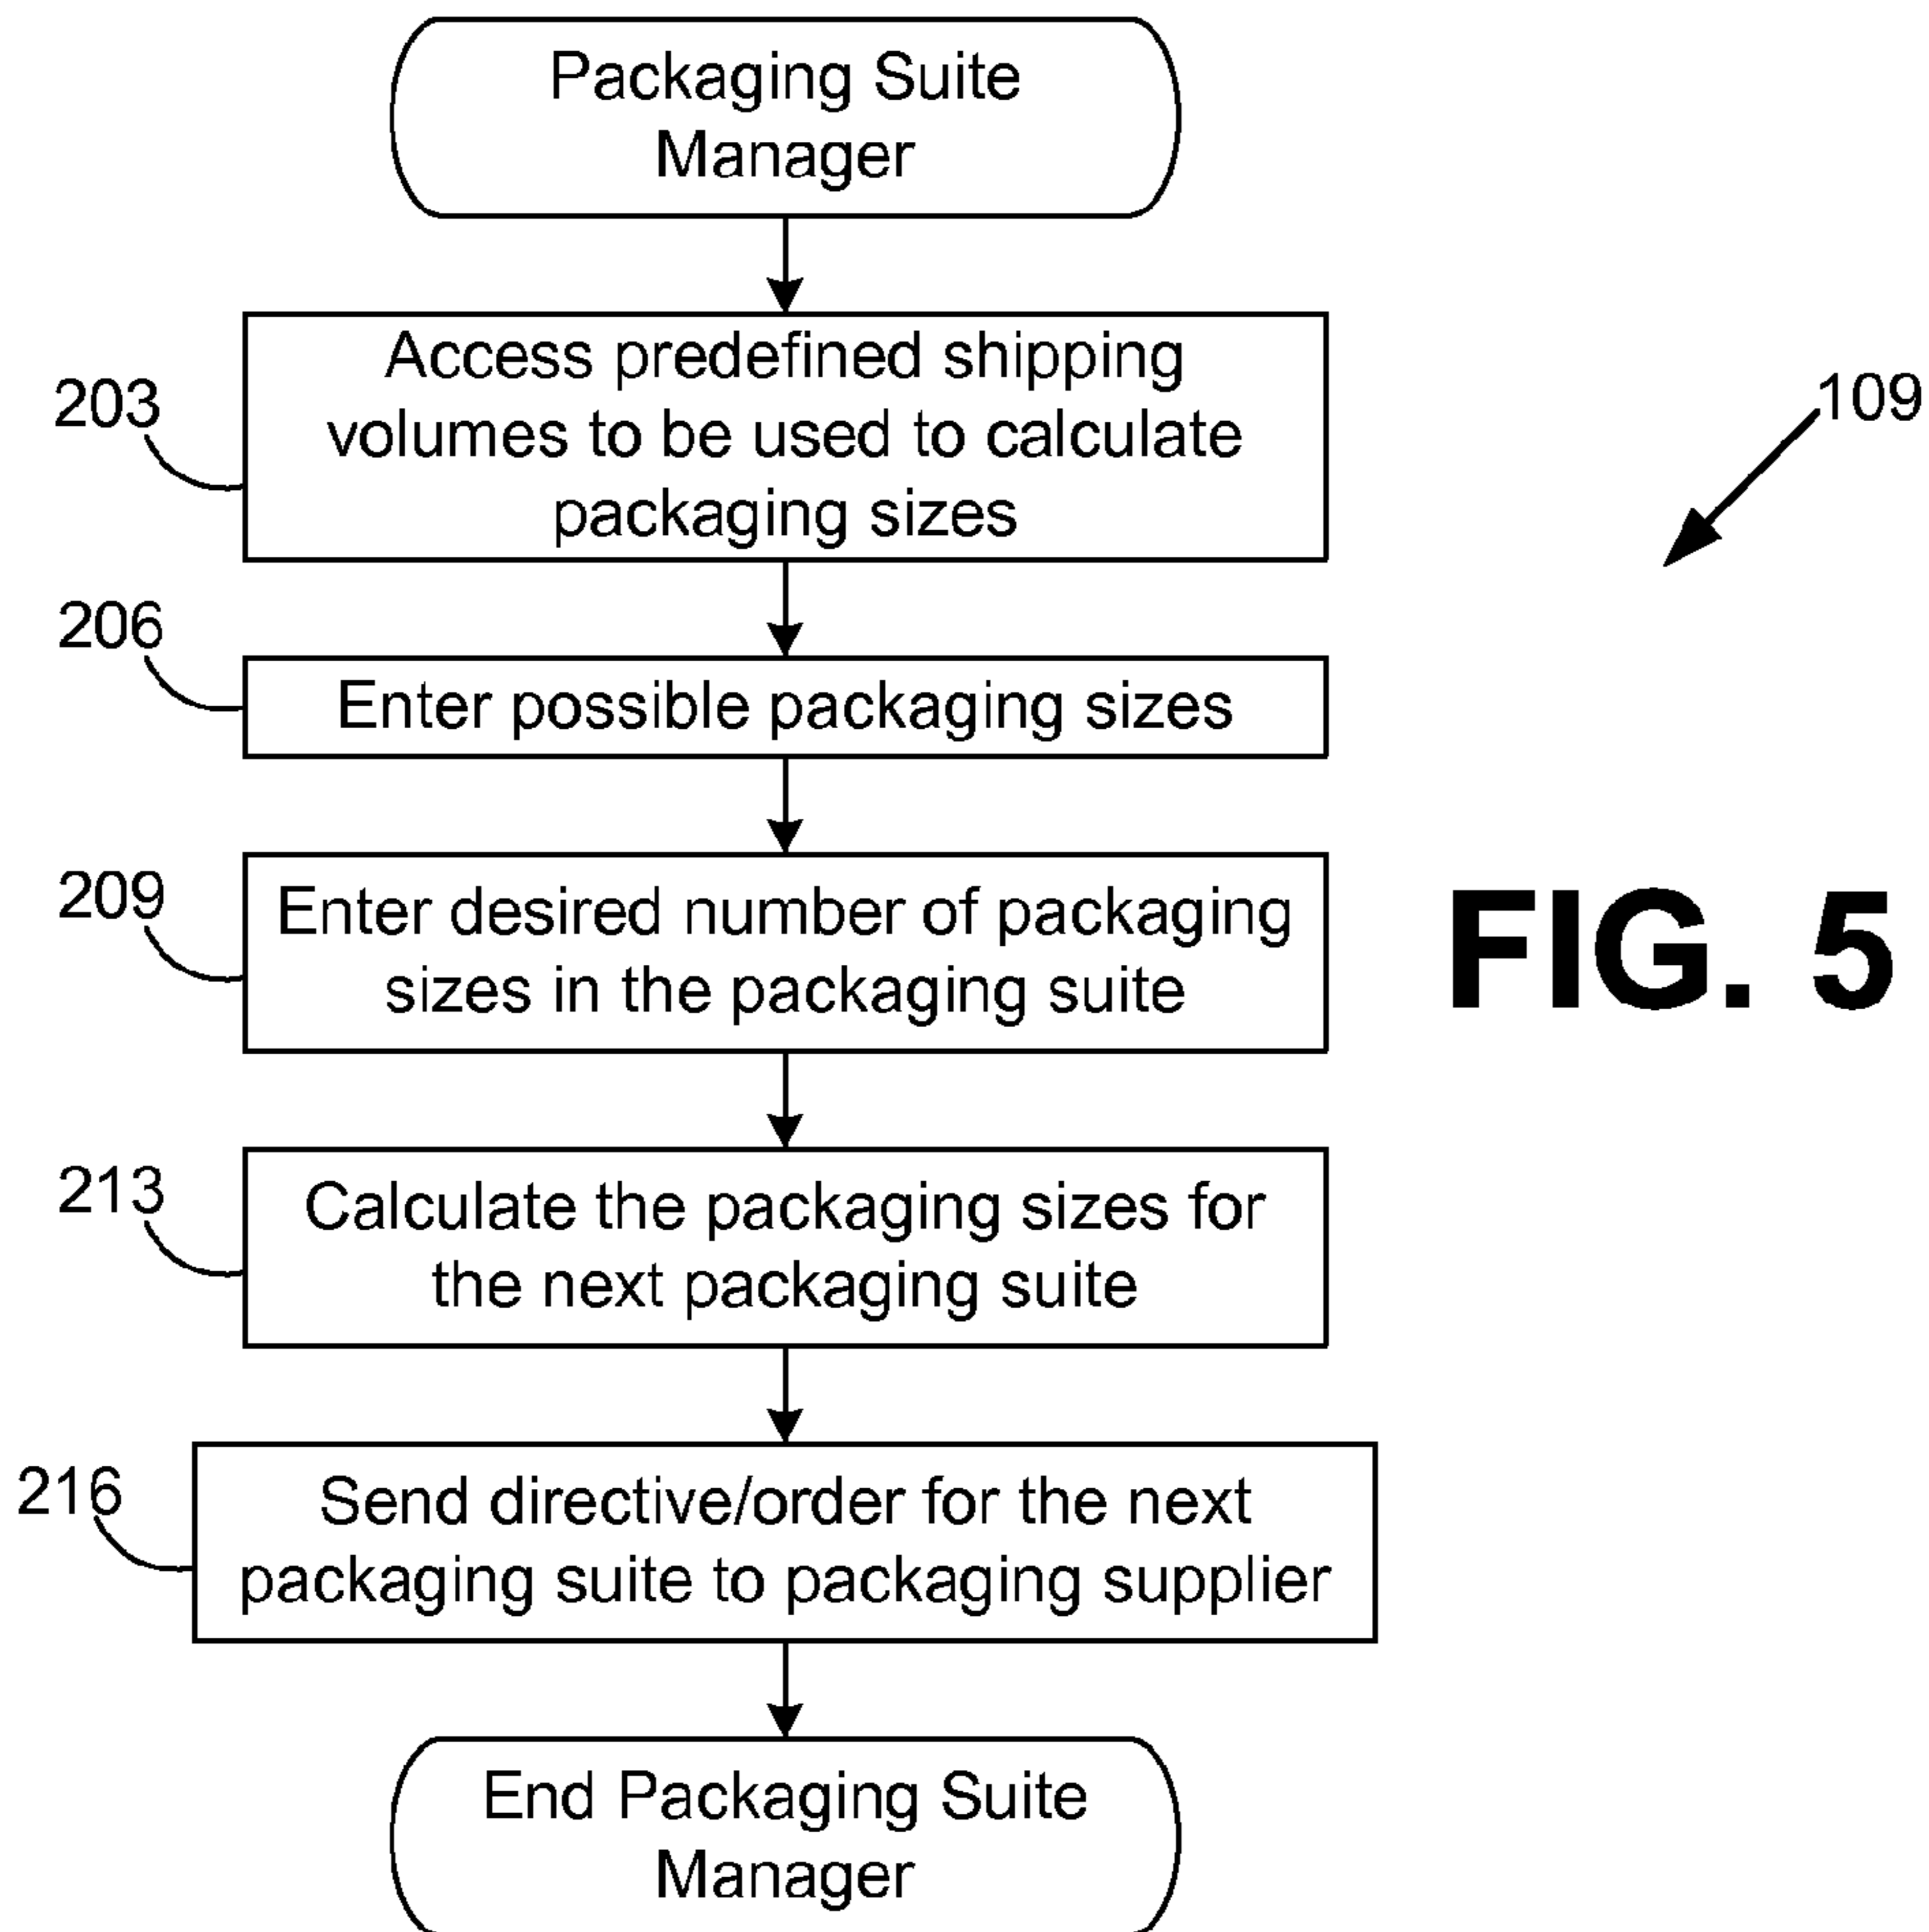 Packaging Suite
Manager
Access predefined shipping
volumes to be used to calculate
packaging sizes
203
109
206
Enter possible packaging sizes
209
Enter desired number of packaging
sizes in the packaging suite
FIG. 5
213
Calculate the packaging sizes for
the next packaging suite
216
Send directive/order for the next
packaging suite to packaging supplier
End Packaging Suite
Manager